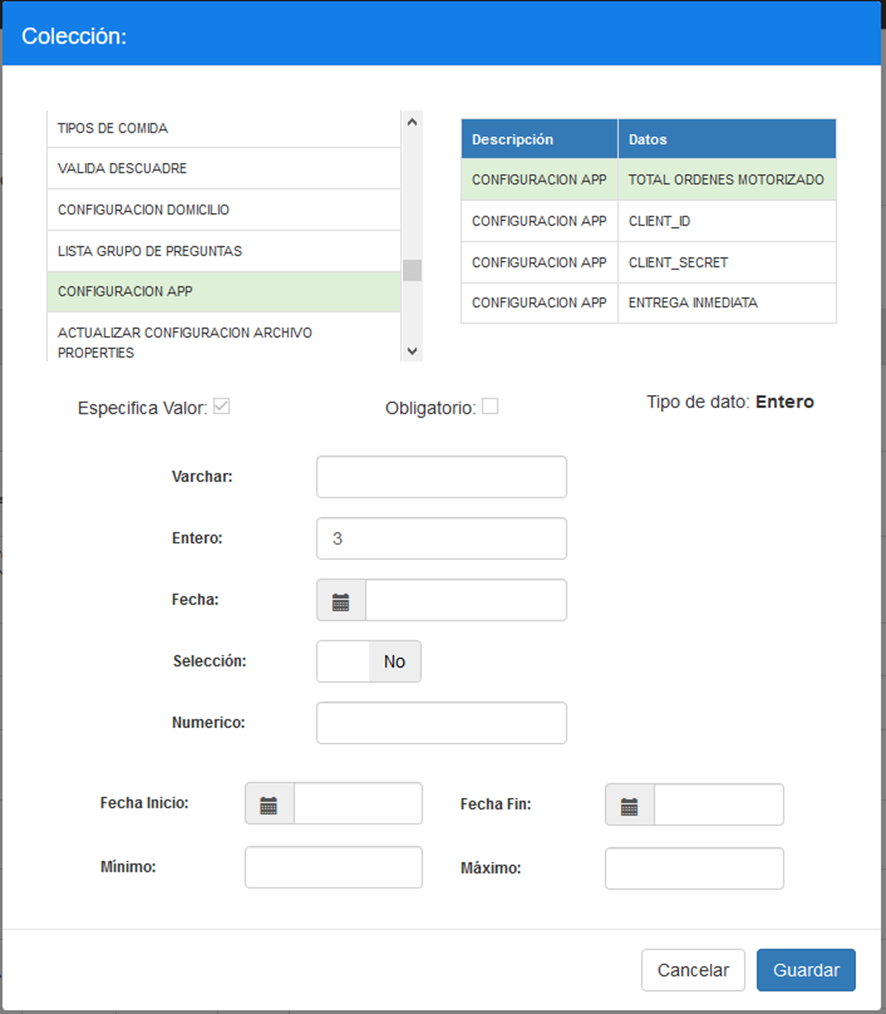 Colección:
TIPOS DE COMIDA
VALIDA DESCUADRE
CONFIGURACION DOMICILIO
LISTA GRUPO DE PREGUNTAS
CONFIGURACION APP
ACTUALIZAR CONFIGURACION ARCHIVO
PROPERTIES
Descripción Datos
CONFIGURACION APP TOTAL ORDENES MOTORIZADO
CONFIGURACION APP CLIENT_ID
CONFIGURACION APP CLIENT_SECRET
CONFIGURACION APP ENTREGA INMEDIATA
Especifica Valor: Obligatorio: Tipo de dato: Entero
Varchar:
Entero: 3
Fecha:
Selección: No
Numerico:
Fecha Inicio: Fecha Fin:
Mínimo: Máximo:
Cancelar Guardar